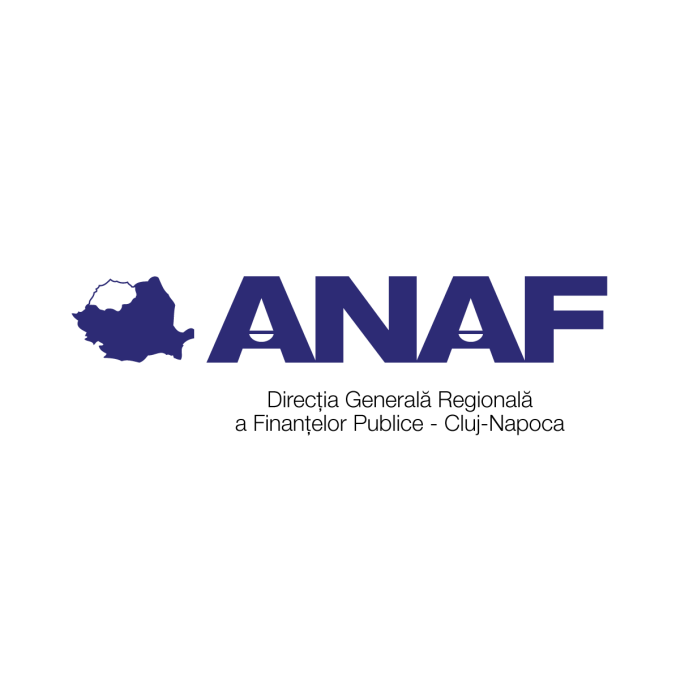 ANAF
Direcția Generală Regională
a Finanțelor Publice - Cluj-Napoca